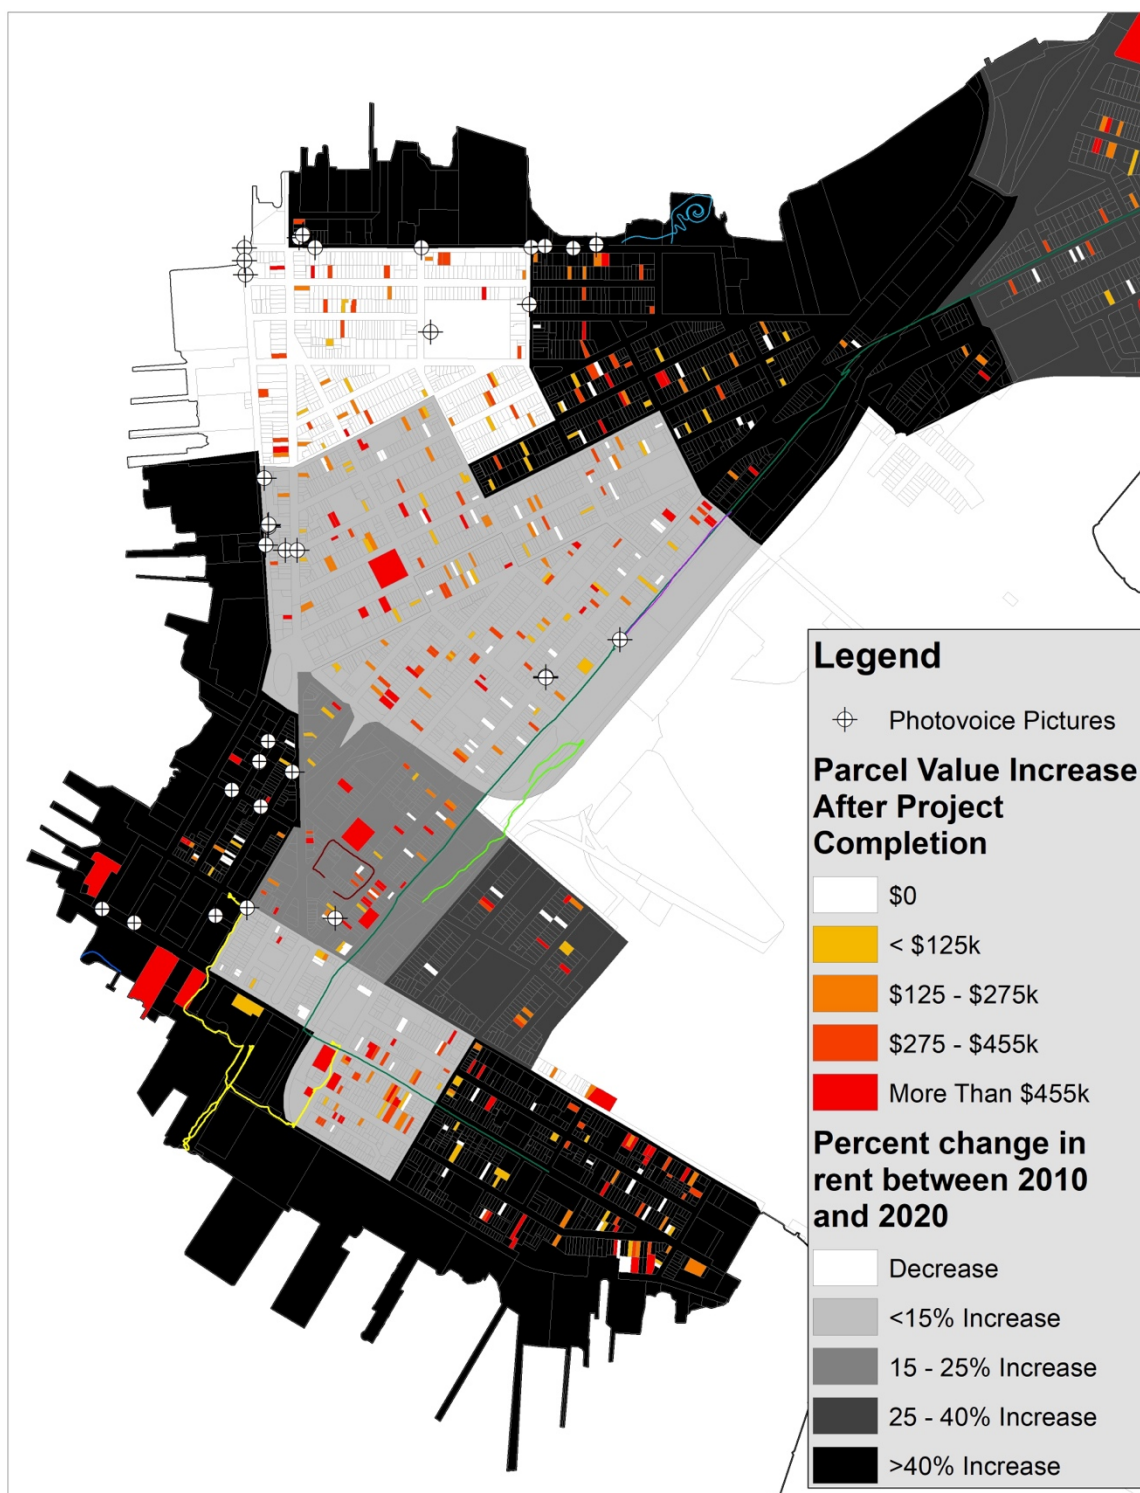 Legend
Photovoice Pictures
Parcel Value Increase
After Project
Completion
$0
< $125k
$125 - $275k
$275 - $455k
More Than $455k
Percent change in
rent between 2010
and 2020
Decrease
<15% Increase
15 - 25% Increase
25 - 40% Increase
>40% Increase